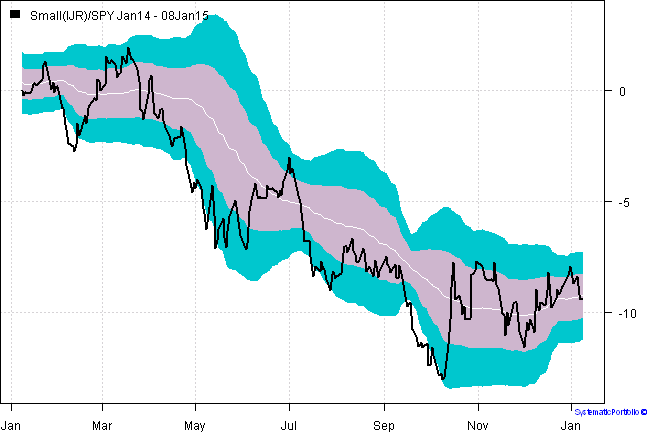 Small(IJR)/SPY Jan14 - 08Jan15
0
-5
-10
Jan Mar May Jul Sep Nov Jan
SystematicPortfolio ©